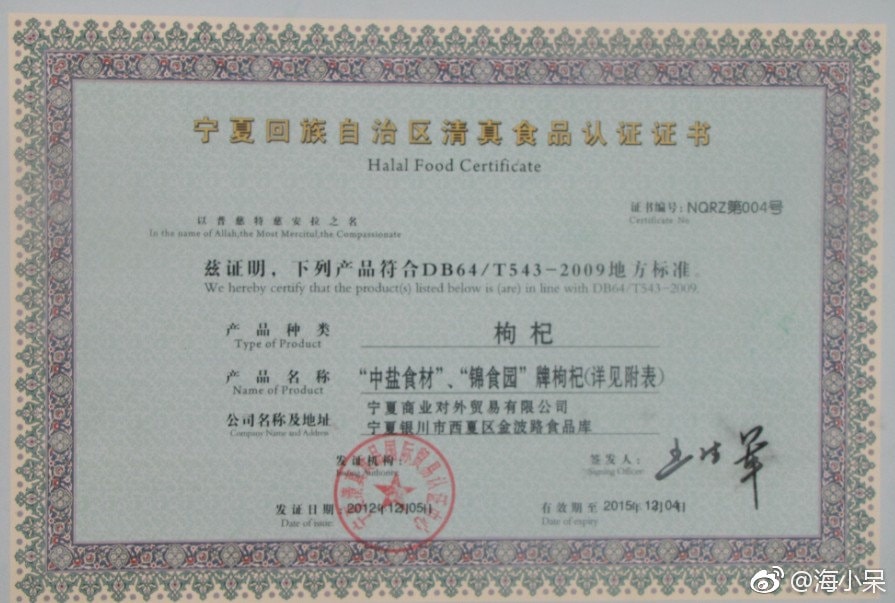 宁夏回族自治区清真食品认证证书
Halal Food Certificate
证书编号：NQRZ第004号
Certificate No
以普慈特慈安拉之名
In the name of Allah,the Most Merciful,the Compassionate
兹证明，下列产品符合DB64/T543-2009地方标准。
We hereby certify that the product(s) listed below is (are) in line with DB64/T543-2009.
产品种类 枸杞
Type of Product
产品名称 “中盐食材”、“锦食园”牌枸杞(详见附表)
Name of Product
公司名称及地址 宁夏商业对外贸易有限公司
Company Name and Address 宁夏银川市西夏区金波路食品库
发证机构： 签发人：
Issuing Authority Signing Officer
发证日期：2012年12月05日 有效期至 2015年12月04日
Date of issue Date of expiry
@海小呆